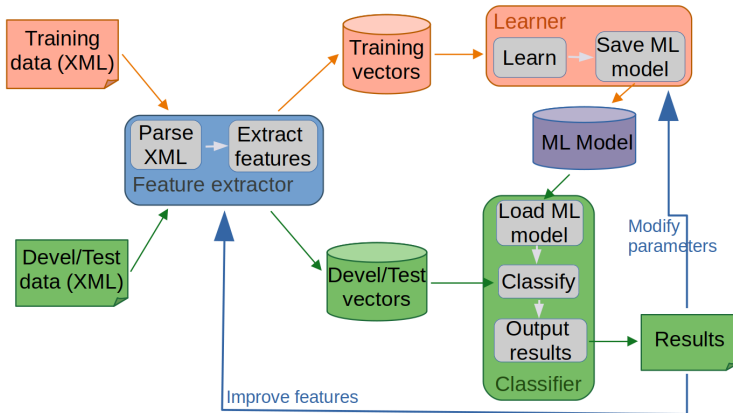 Training
data (XML)
Parse
XML
Extract
features
Feature extractor
Devel/Test
data (XML)
Training
vectors
Devel/Test
vectors
Learner
Learn
Save ML
model
ML Model
Load ML
model
Classify
Output
results
Classifier
Results
Modify
parameters
Improve features